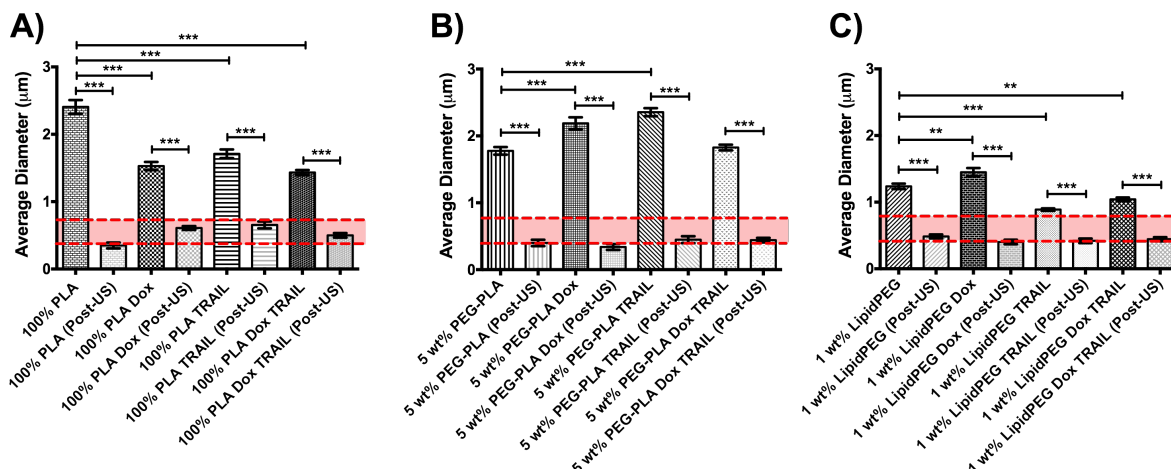 A)
***
***
***
***
***
***
***
Average Diameter (μm)
3
2
1
0
100% PLA
100% PLA (Post-US)
100% PLA Dox
100% PLA Dox (Post-US)
100% PLA TRAIL
100% PLA TRAIL (Post-US)
100% PLA Dox TRAIL
100% PLA Dox TRAIL (Post-US)
B)
***
***
***
***
***
***
Average Diameter (μm)
3
2
1
0
5 wt% PEG-PLA
5 wt% PEG-PLA (Post-US)
5 wt% PEG-PLA Dox
5 wt% PEG-PLA Dox (Post-US)
5 wt% PEG-PLA TRAIL
5 wt% PEG-PLA TRAIL (Post-US)
5 wt% PEG-PLA Dox TRAIL
5 wt% PEG-PLA Dox TRAIL (Post-US)
C)
**
***
**
***
***
***
***
Average Diameter (μm)
3
2
1
0
1 wt% LipidPEG
1 wt% LipidPEG (Post-US)
1 wt% LipidPEG Dox
1 wt% LipidPEG Dox (Post-US)
1 wt% LipidPEG TRAIL
1 wt% LipidPEG TRAIL (Post-US)
1 wt% LipidPEG Dox TRAIL
1 wt% LipidPEG Dox TRAIL (Post-US)